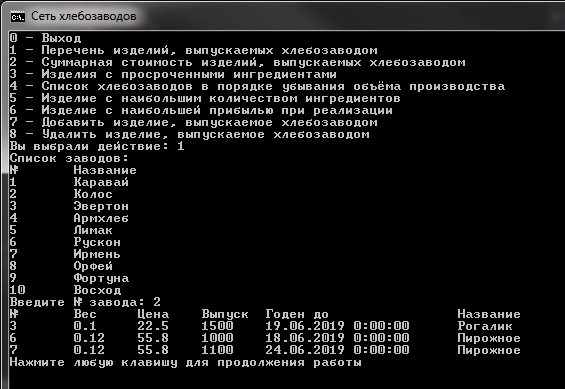 Сеть хлебозаводов
0 - Выход
1 - Перечень изделий, выпускаемых хлебозаводом
2 - Суммарная стоимость изделий, выпускаемых хлебозаводом
3 - Изделия с просроченными ингредиентами
4 - Список хлебозаводов в порядке убывания объёма производства
5 - Изделие с наибольшим количеством ингредиентов
6 - Изделие с наибольшей прибылью при реализации
7 - Добавить изделие, выпускаемое хлебозаводом
8 - Удалить изделие, выпускаемое хлебозаводом
Вы выбрали действие: 1
Список заводов:
№ Название
1 Каравай
2 Колос
3 Эвертон
4 Армхлеб
5 Лимак
6 Рускон
7 Ирмень
8 Орфей
9 Фортуна
10 Восход
Введите № завода: 2
№ Вес Цена Выпуск Годен до Название
3 0.1 22.5 1500 19.06.2019 0:00:00 Рогалик
6 0.12 55.8 1000 18.06.2019 0:00:00 Пирожное
7 0.12 55.8 1100 24.06.2019 0:00:00 Пирожное
Нажмите любую клавишу для продолжения работы